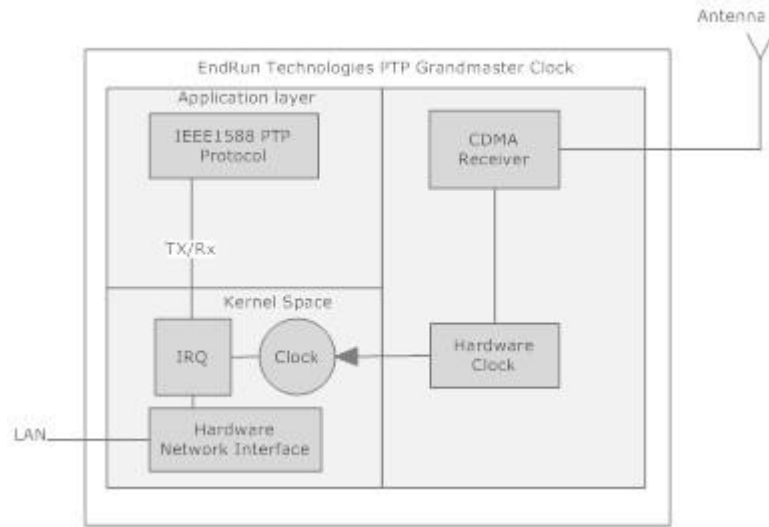 Antenna
EndRun Technologies PTP Grandmaster Clock
Application layer
IEEE1588 PTP
Protocol
CDMA
Receiver
TX/Rx
Kernel Space
IRQ
Clock
Hardware
Clock
LAN
Hardware
Network Interface